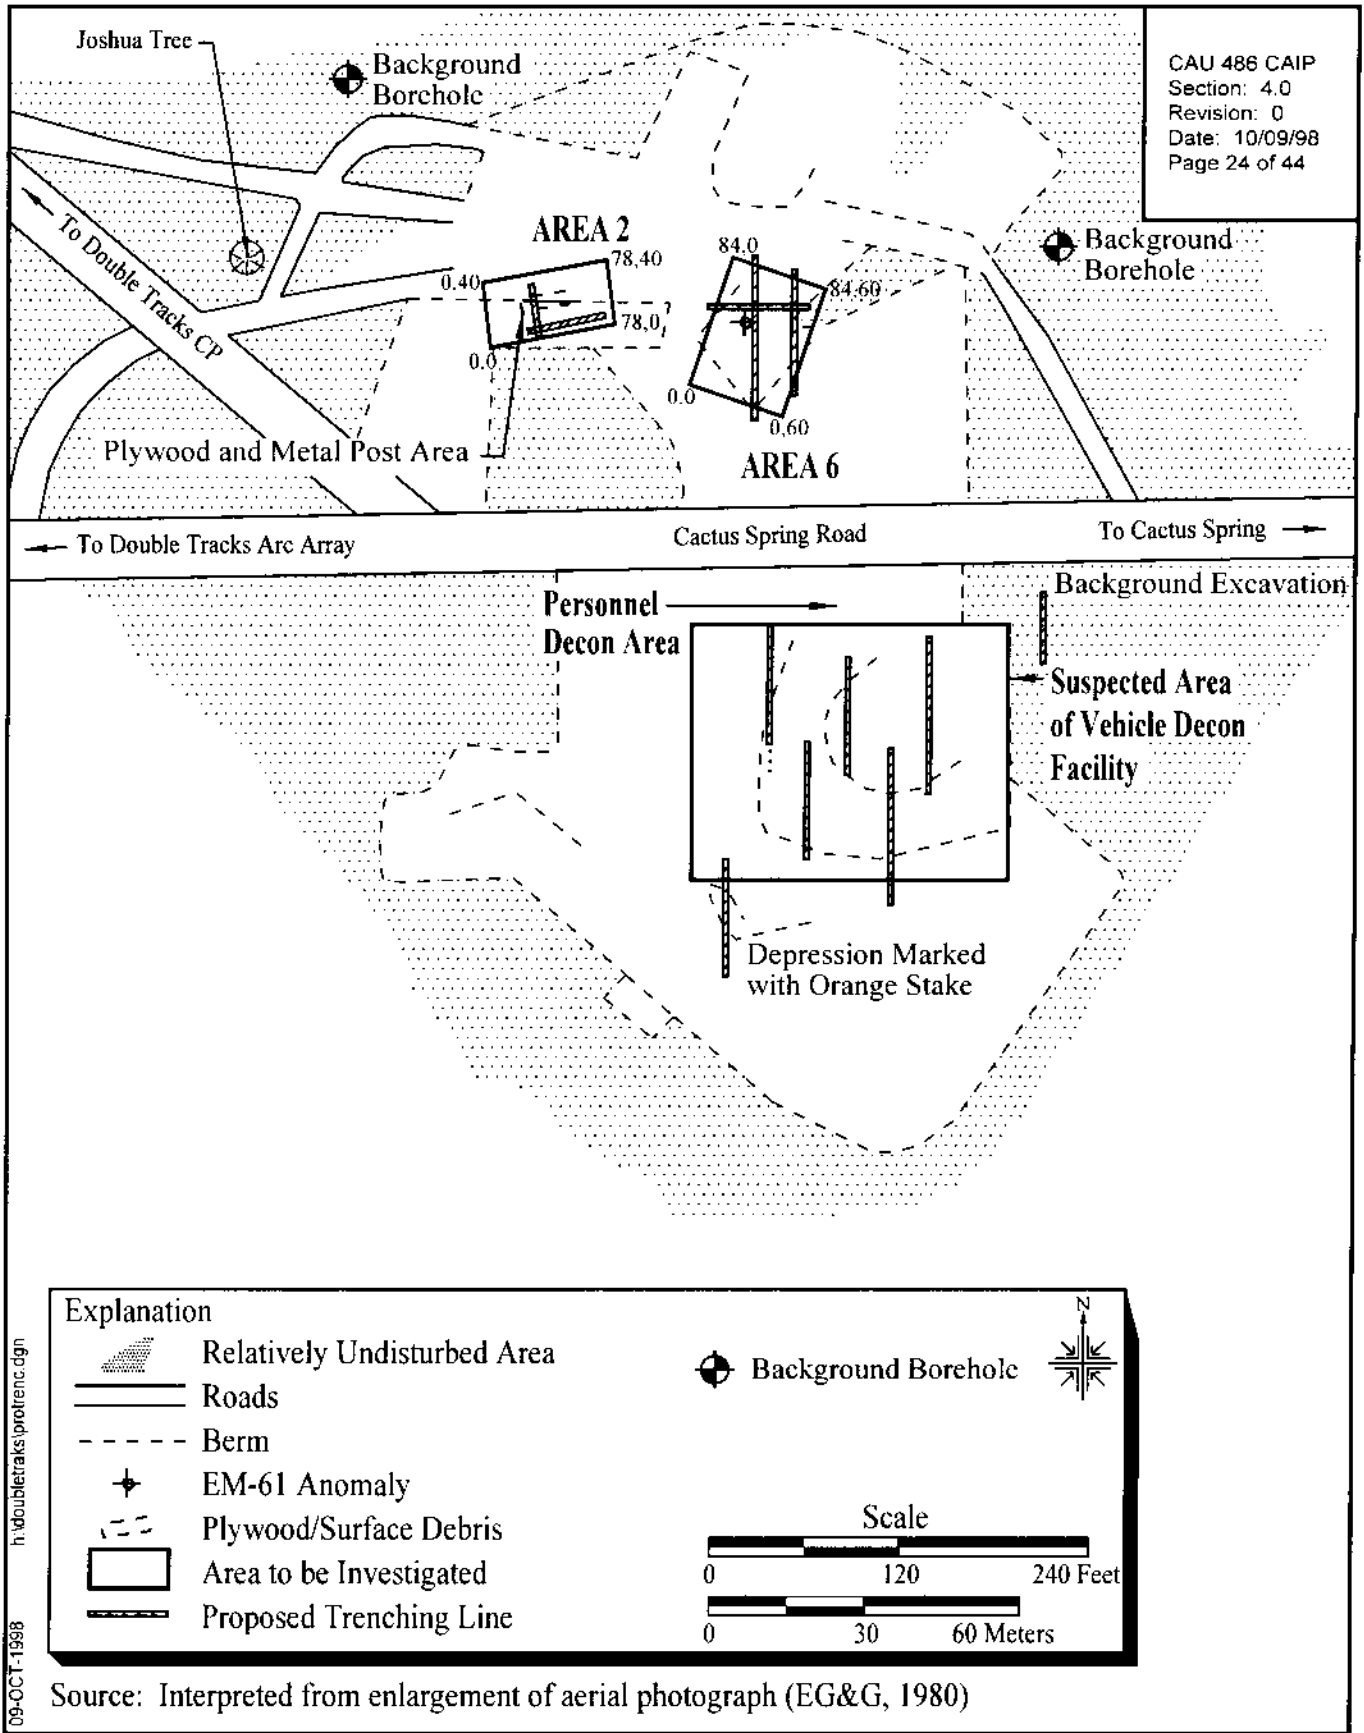 CAU 486 CAIP
Section: 4.0
Revision: 0
Date: 10/09/98
Page 24 of 44
Joshua Tree
Background
Borehole
Background
Borehole
To Double Tracks CP
AREA 2
0.40
78,40
78,0
0.0
84.0
84,60
0.0
0,60
AREA 6
Plywood and Metal Post Area
To Double Tracks Arc Array
Cactus Spring Road
To Cactus Spring
Personnel
Decon Area
Background Excavation
Suspected Area
of Vehicle Decon
Facility
Depression Marked
with Orange Stake
Explanation
Relatively Undisturbed Area
Roads
Berm
EM-61 Anomaly
Plywood/Surface Debris
Area to be Investigated
Proposed Trenching Line
Background Borehole
N
Scale
0 120 240 Feet
0 30 60 Meters
09-OCT-1998 h:\doubletraks\protrenc.dgn
Source: Interpreted from enlargement of aerial photograph (EG&G, 1980)